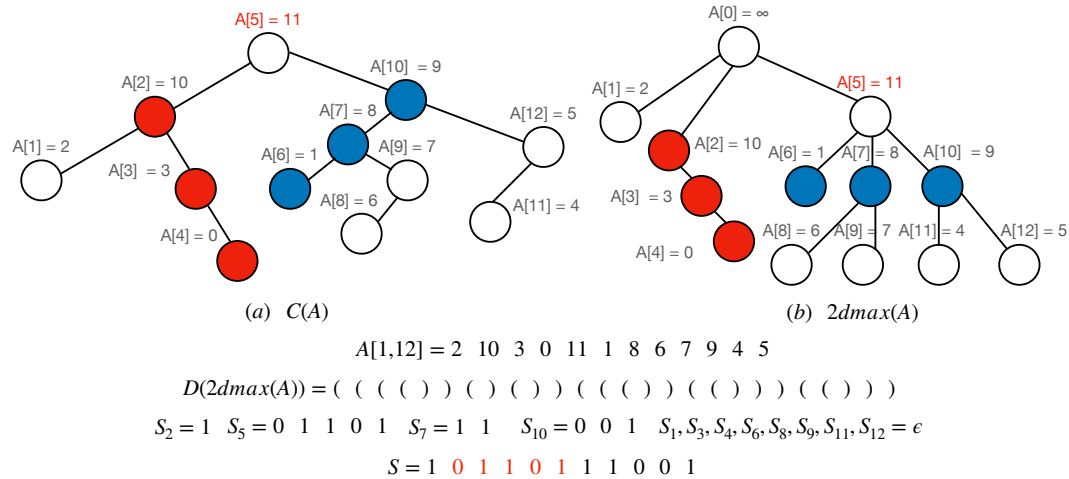 A[5] = 11
A[2] = 10
A[10] = 9
A[7] = 8
A[12] = 5
A[1] = 2
A[3] = 3
A[6] = 1
A[9] = 7
A[8] = 6
A[11] = 4
A[4] = 0
(a) C(A)
A[0] = ∞
A[1] = 2
A[5] = 11
A[2] = 10
A[6] = 1
A[7] = 8
A[10] = 9
A[3] = 3
A[4] = 0
A[8] = 6
A[9] = 7
A[11] = 4
A[12] = 5
(b) 2dmax(A)
A[1,12] = 2 10 3 0 11 1 8 6 7 9 4 5
D(2dmax(A)) = ( ( ( ( ) ) ( ) ( ) ) ( ( ( ) ) ( ( ) ) ) ( ( ) ) )
S₂ = 1 S₅ = 0 1 1 0 1 S₇ = 1 1 S₁₀ = 0 0 1 S₁, S₃, S₄, S₆, S₈, S₉, S₁₁, S₁₂ = ϵ
S = 1 0 1 1 0 1 1 1 0 0 1